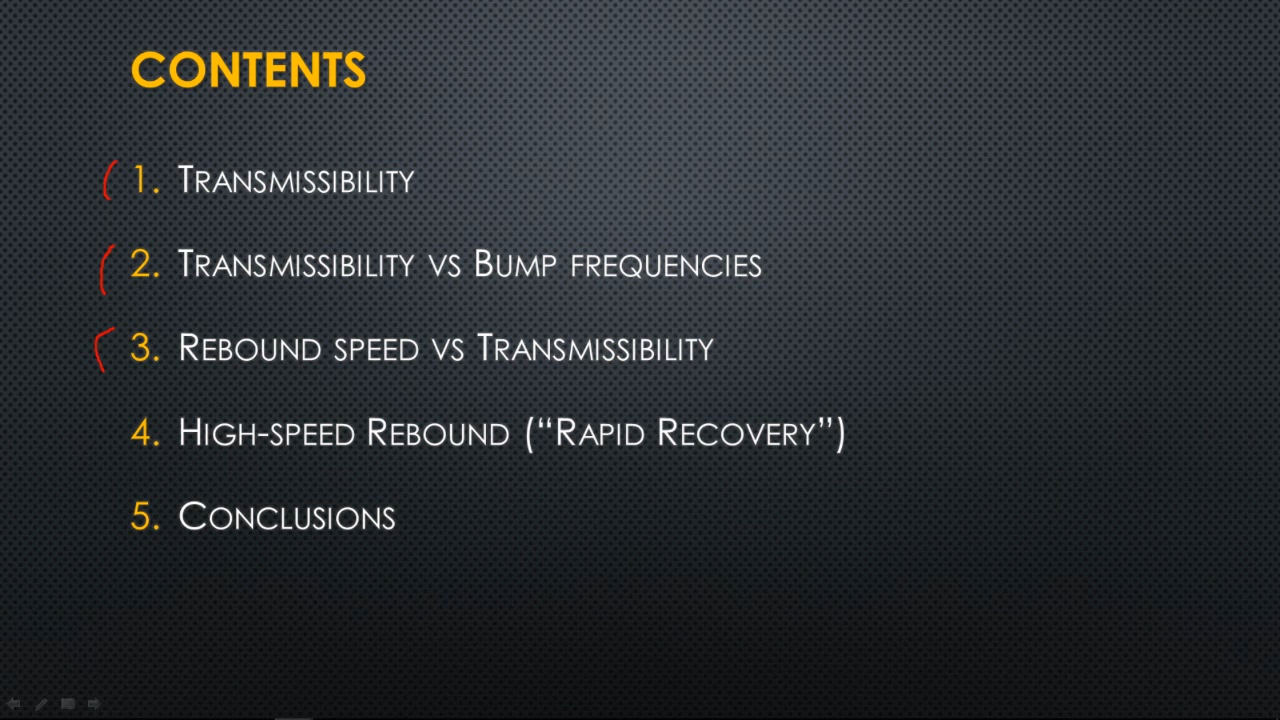 CONTENTS
1. Transmissibility
2. Transmissibility vs Bump frequencies
3. Rebound speed vs Transmissibility
4. High-speed Rebound (“Rapid Recovery”)
5. Conclusions